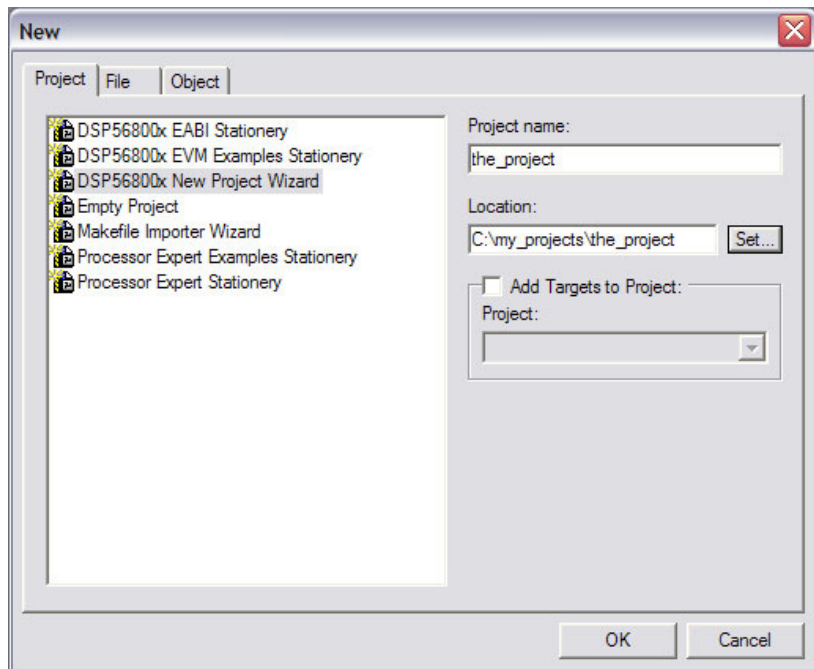 New
Project File Object
DSP56800x EABI Stationery
DSP56800x EVM Examples Stationery
DSP56800x New Project Wizard
Empty Project
Makefile Importer Wizard
Processor Expert Examples Stationery
Processor Expert Stationery
Project name:
the_project
Location:
C:\my_projects\the_project Set...
Add Targets to Project:
Project:
OK Cancel